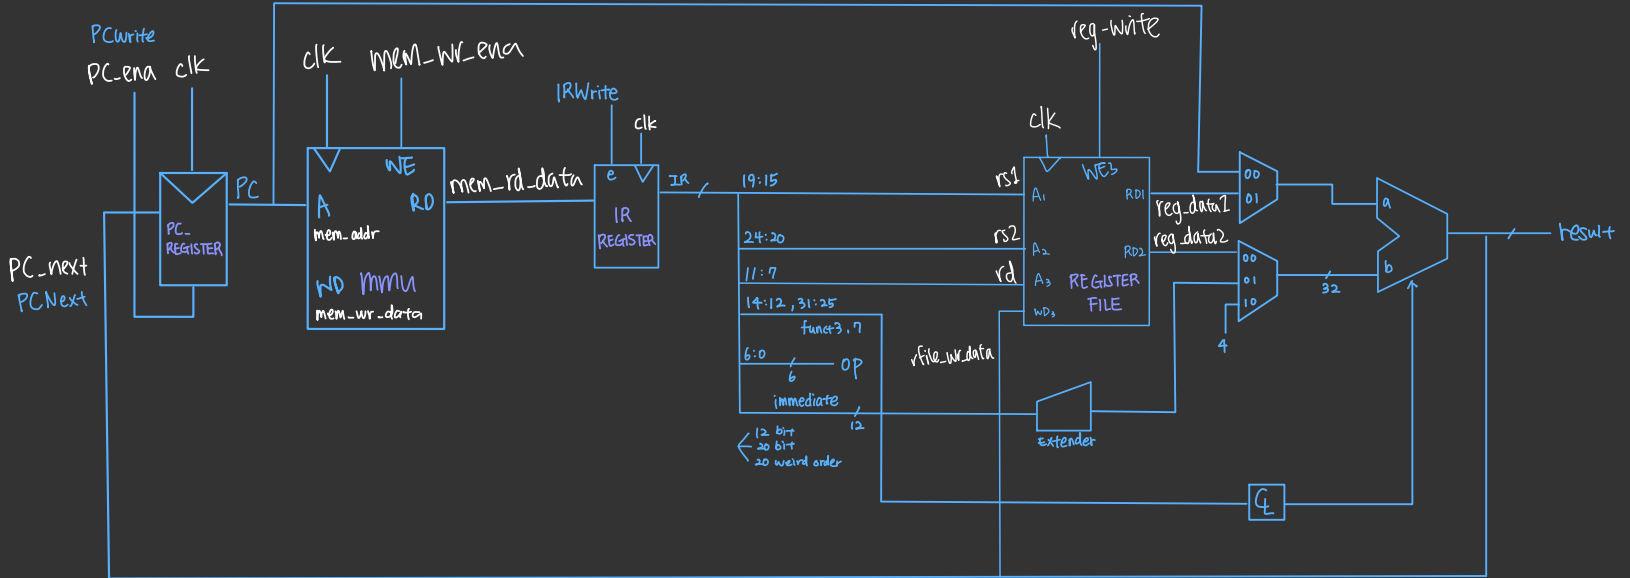 PCWrite
PC_ena
clk
clk
mem_wr_ena
IRWrite
clk
reg-write
clk
PC
PC_
REGISTER
PC_next
PCNext
WE
A
RD
mem_addr
WD
mmu
mem_wr_data
mem_rd_data
e
IR
REGISTER
IR
19:15
rs1
24:20
rs2
11:7
rd
14:12, 31:25
funct3,7
6:0
6
OP
immediate
12
12 bit
20 bit
20 weird order
WE3
A1
RD1
A2
RD2
A3
REGISTER
FILE
WD3
rfile_wr_data
reg_data1
reg_data2
Extender
00
01
00
01
10
4
32
a
b
result
CL